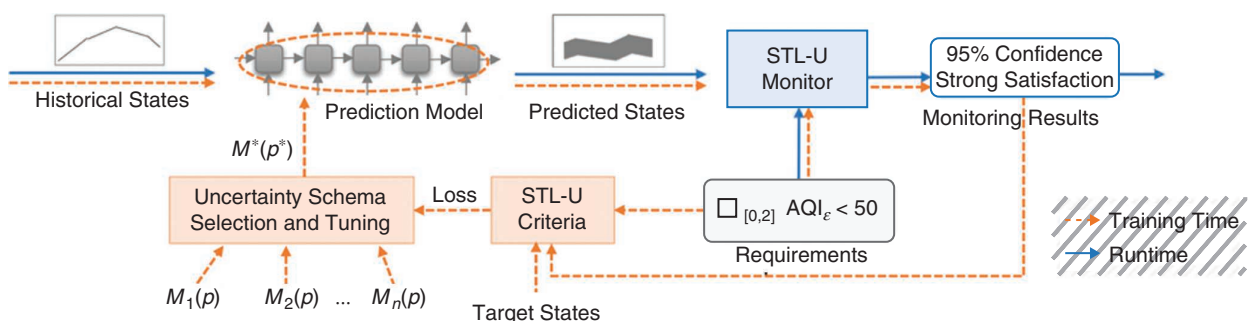 Historical States
Prediction Model
Predicted States
STL-U
Monitor
95% Confidence
Strong Satisfaction
Monitoring Results
M*(p*)
Uncertainty Schema
Selection and Tuning
Loss
STL-U
Criteria
□[0,2] AQIε < 50
Requirements
Training Time
Runtime
M1(p) M2(p) ... Mn(p)
Target States